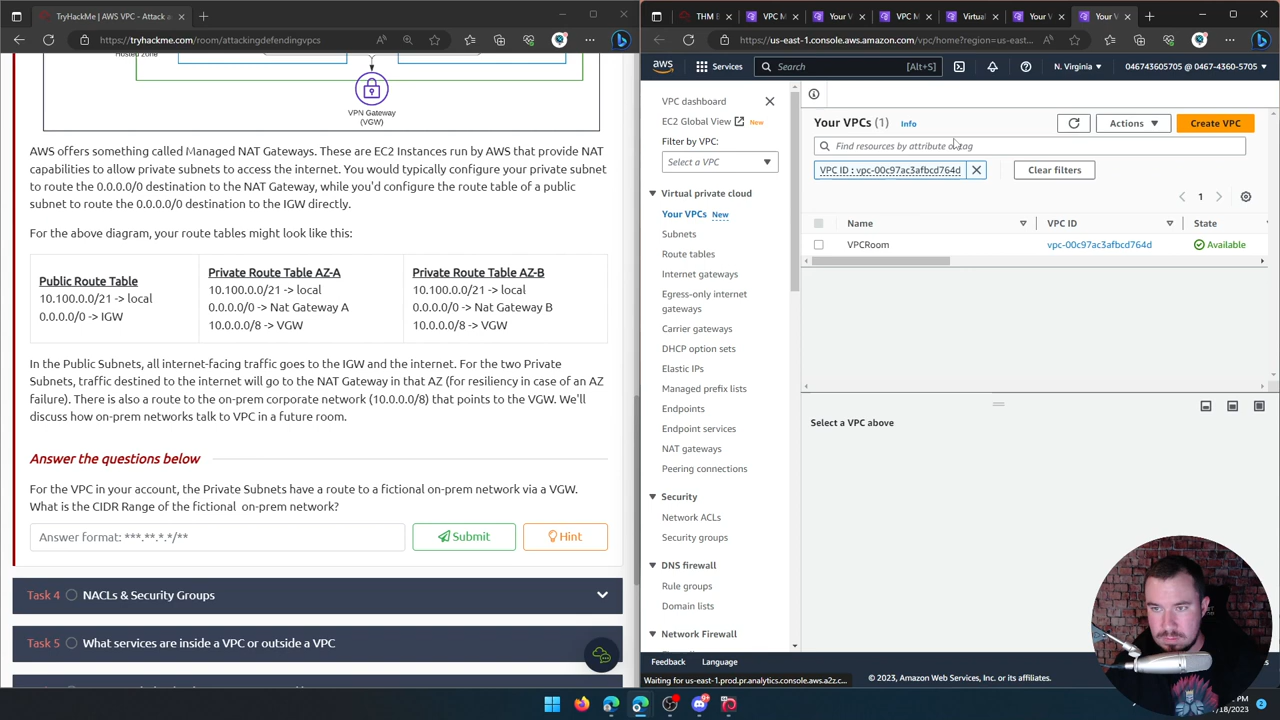 TryHackMe | AWS VPC - Attack a
https://tryhackme.com/room/attackingdefendingvpcs
Hosted zone
VPN Gateway
(VGW)
AWS offers something called Managed NAT Gateways. These are EC2 Instances run by AWS that provide NAT
capabilities to allow private subnets to access the internet. You would typically configure your private subnet
to route the 0.0.0.0/0 destination to the NAT Gateway, while you'd configure the route table of a public
subnet to route the 0.0.0.0/0 destination to the IGW directly.
For the above diagram, your route tables might look like this:
Public Route Table
10.100.0.0/21 -> local
0.0.0.0/0 -> IGW
Private Route Table AZ-A
10.100.0.0/21 -> local
0.0.0.0/0 -> Nat Gateway A
10.0.0.0/8 -> VGW
Private Route Table AZ-B
10.100.0.0/21 -> local
0.0.0.0/0 -> Nat Gateway B
10.0.0.0/8 -> VGW
In the Public Subnets, all internet-facing traffic goes to the IGW and the internet. For the two Private
Subnets, traffic destined to the internet will go to the NAT Gateway in that AZ (for resiliency in case of an AZ
failure). There is also a route to the on-prem corporate network (10.0.0.0/8) that points to the VGW. We'll
discuss how on-prem networks talk to VPC in a future room.
Answer the questions below
For the VPC in your account, the Private Subnets have a route to a fictional on-prem network via a VGW.
What is the CIDR Range of the fictional on-prem network?
Answer format: ***.**.*.*/**
Submit
Hint
Task 4 NACLs & Security Groups
Task 5 What services are inside a VPC or outside a VPC
THM B
VPC M
Your V
VPC M
Virtual
Your V
Your V
https://us-east-1.console.aws.amazon.com/vpc/home?region=us-east...
aws
Services
Search
[Alt+S]
N. Virginia
046743605705 @ 0467-4360-5705
VPC dashboard
EC2 Global View New
Filter by VPC:
Select a VPC
Virtual private cloud
Your VPCs New
Subnets
Route tables
Internet gateways
Egress-only internet
gateways
Carrier gateways
DHCP option sets
Elastic IPs
Managed prefix lists
Endpoints
Endpoint services
NAT gateways
Peering connections
Security
Network ACLs
Security groups
DNS firewall
Rule groups
Domain lists
Network Firewall
Your VPCs (1) Info
Actions
Create VPC
Find resources by attribute or tag
VPC ID : vpc-00c97ac3afbcd764d
Clear filters
1
Name
VPC ID
State
VPCRoom
vpc-00c97ac3afbcd764d
Available
Select a VPC above
Feedback
Language
© 2023, Amazon Web Services, Inc. or its affiliates.
Waiting for us-east-1.prod.pr.analytics.console.aws.a2z.c...